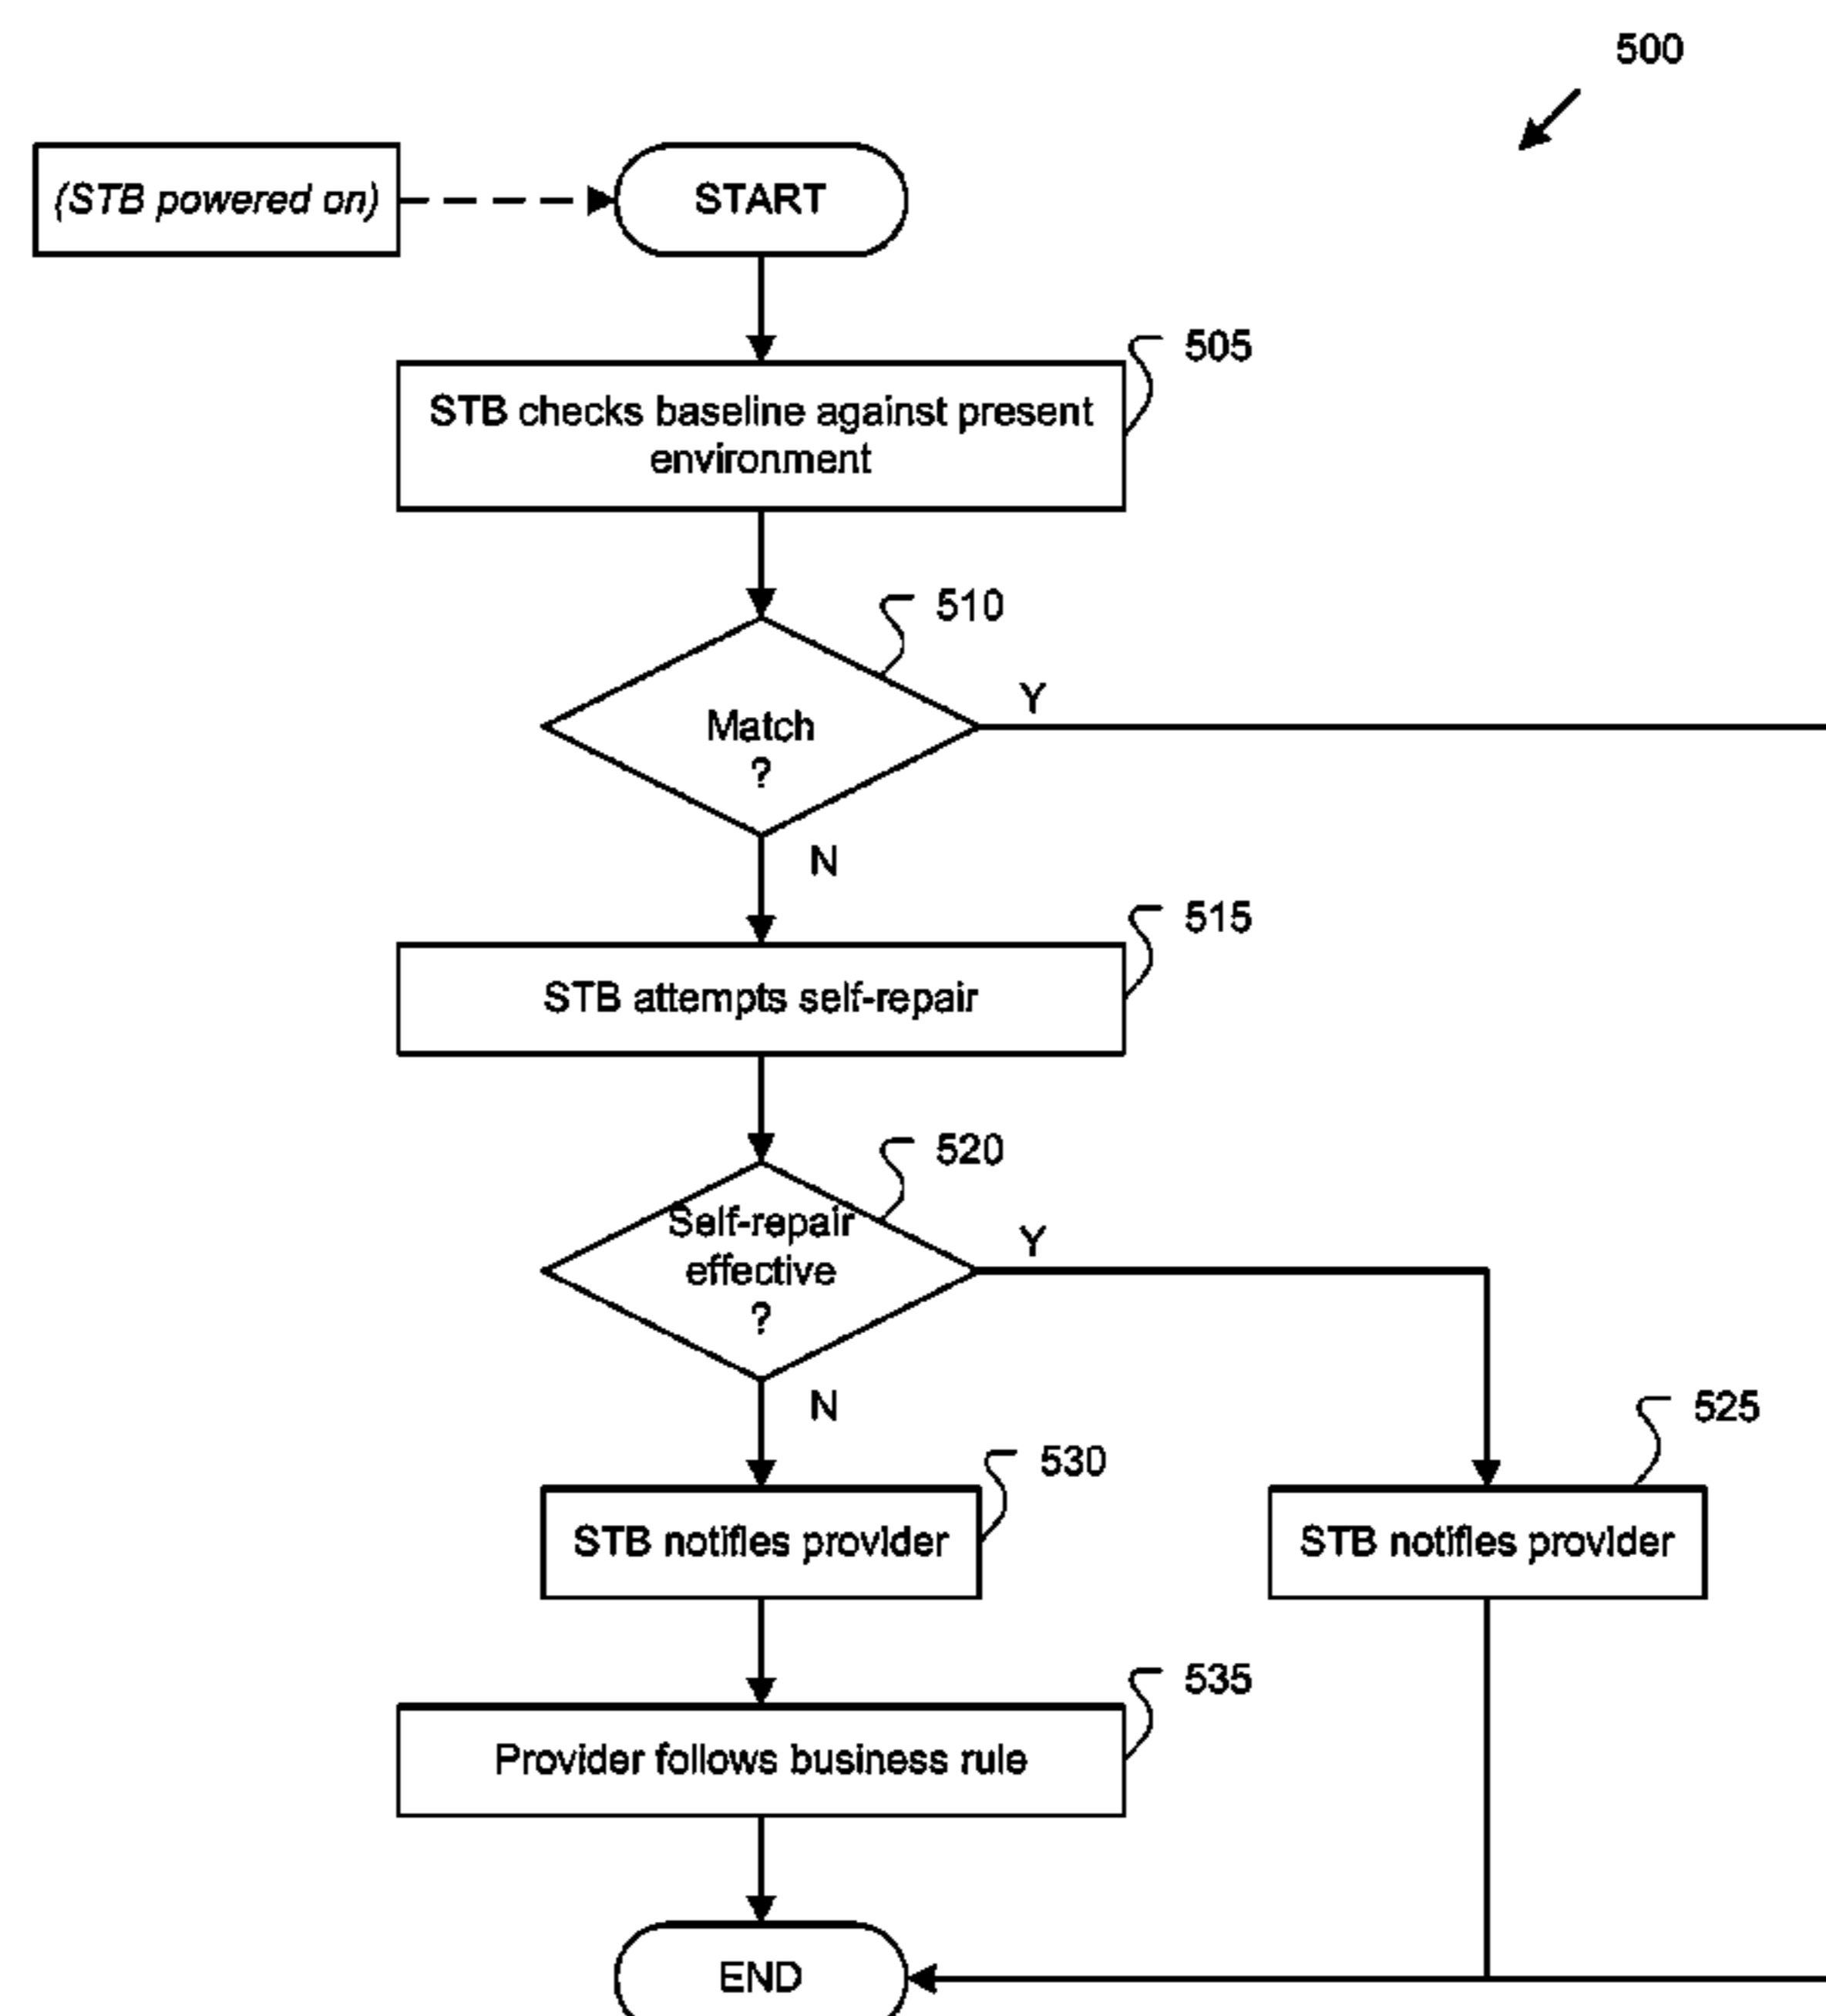 500
(STB powered on)
START
505
STB checks baseline against present
environment
510
Match
?
Y
N
515
STB attempts self-repair
520
Self-repair
effective
?
Y
N
525
530
STB notifies provider
STB notifies provider
535
Provider follows business rule
END